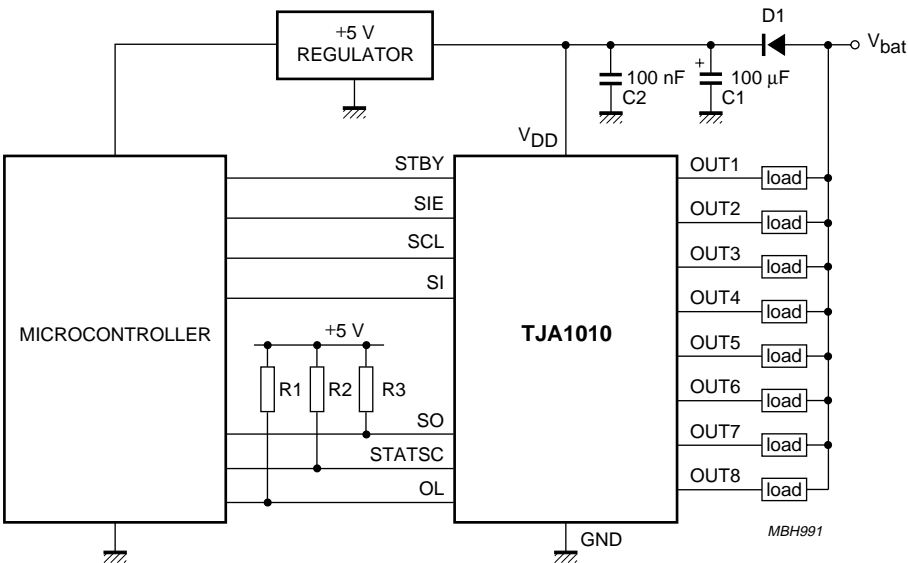 D1
+5 V
REGULATOR
V_bat
100 nF
C2
+
100 μF
C1
V_DD
STBY
SIE
SCL
SI
MICROCONTROLLER
+5 V
R1
R2
R3
SO
STATSC
OL
TJA1010
OUT1
load
OUT2
load
OUT3
load
OUT4
load
OUT5
load
OUT6
load
OUT7
load
OUT8
load
GND
MBH991